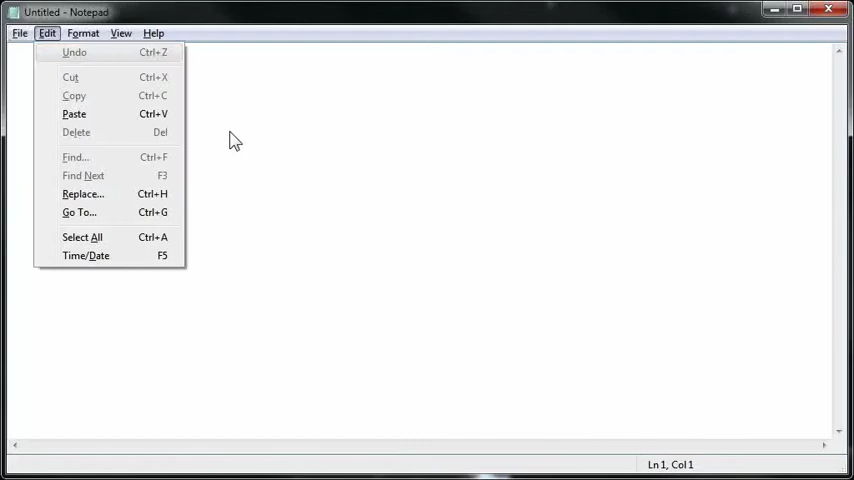 Untitled - Notepad
File Edit Format View Help
Undo Ctrl+Z
Cut Ctrl+X
Copy Ctrl+C
Paste Ctrl+V
Delete Del
Find... Ctrl+F
Find Next F3
Replace... Ctrl+H
Go To... Ctrl+G
Select All Ctrl+A
Time/Date F5
Ln 1, Col 1